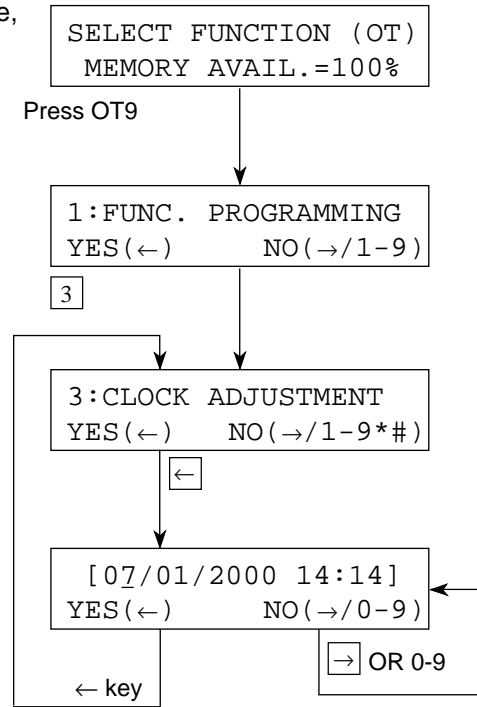 e,
SELECT FUNCTION (OT)
MEMORY AVAIL.=100%
Press OT9
1:FUNC. PROGRAMMING
YES(←) NO(→/1-9)
3
3:CLOCK ADJUSTMENT
YES(←) NO(→/1-9*#)
←
[07/01/2000 14:14]
YES(←) NO(→/0-9)
→ OR 0-9
← key